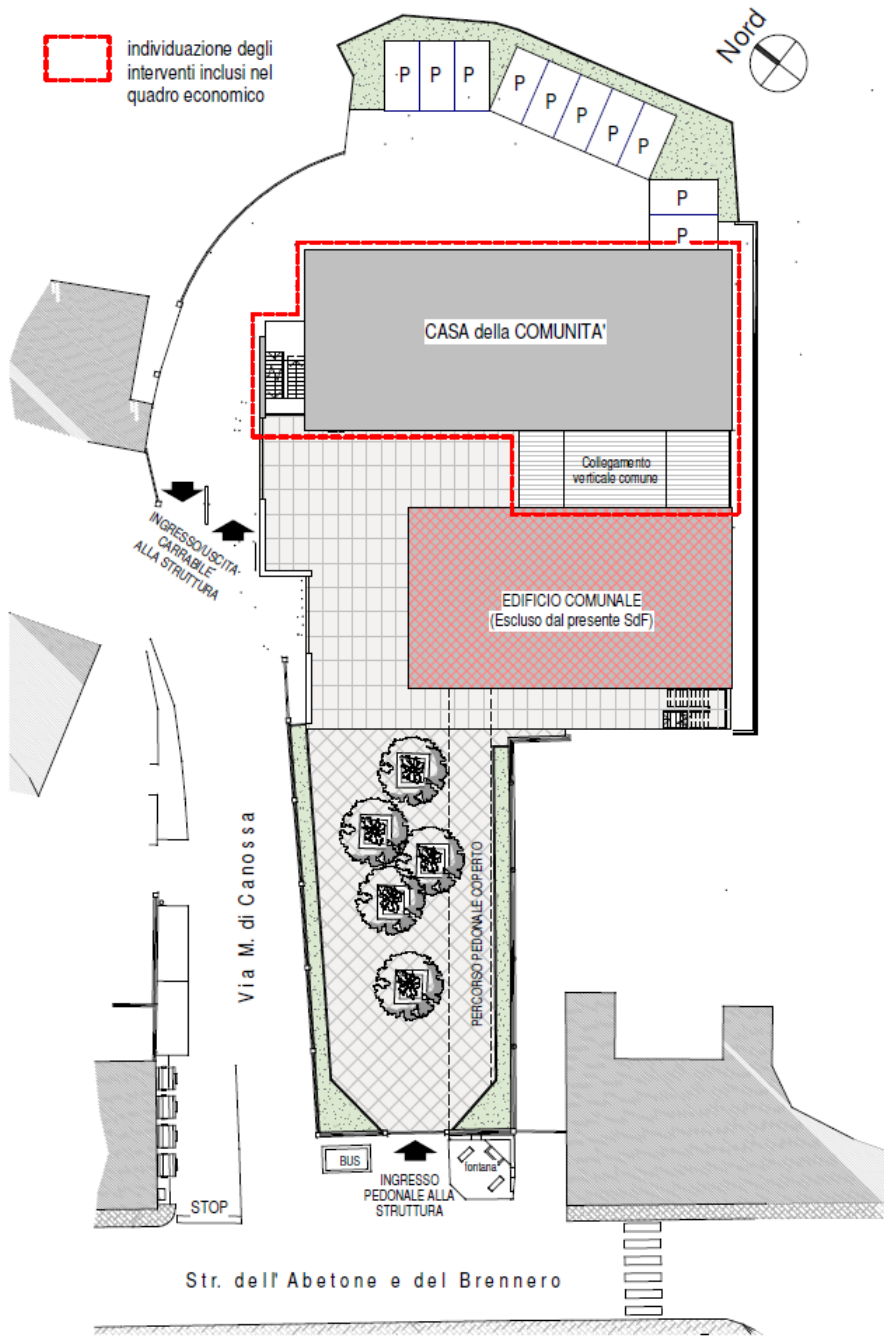 individuazione degli
interventi inclusi nel
quadro economico
Nord
P
P
P
P
P
P
P
P
P
P
CASA della COMUNITA'
Collegamento
verticale comune
INGRESSO/USCITA
CARRABILE
ALLA STRUTTURA
EDIFICIO COMUNALE
(Escluso dal presente SdF)
Via M. di Canossa
PERCORSO PEDONALE COPERTO
BUS
fontana
INGRESSO
PEDONALE ALLA
STRUTTURA
STOP
Str. dell'Abetone e del Brennero